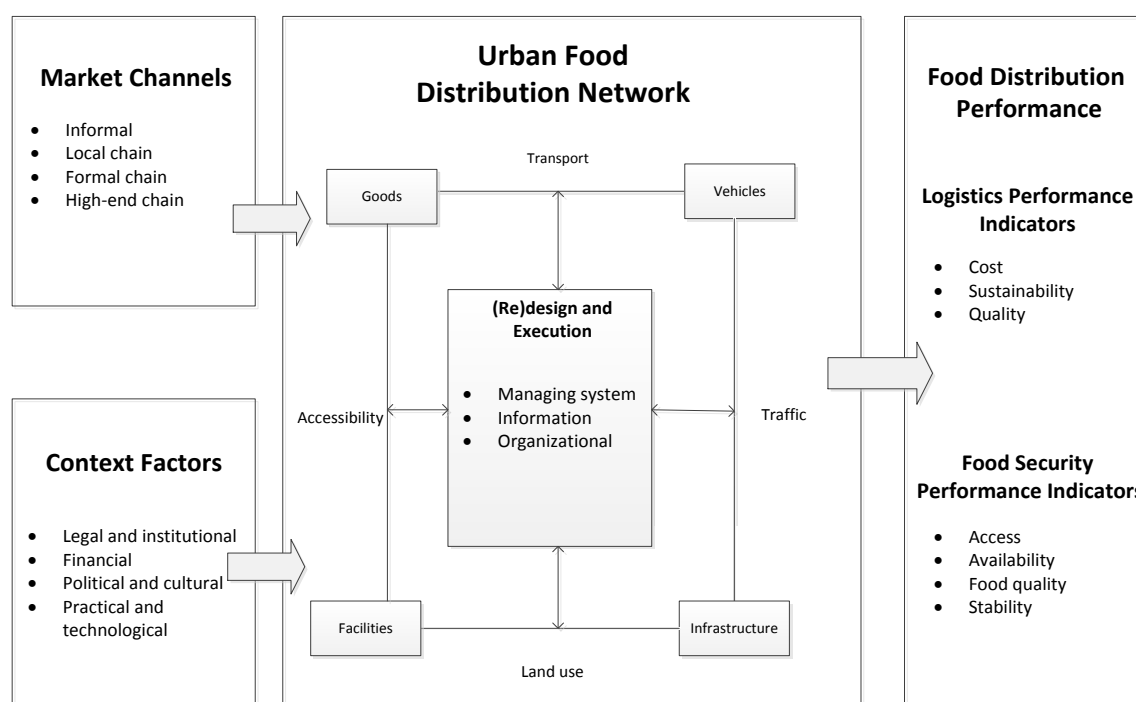 Market Channels
• Informal
• Local chain
• Formal chain
• High-end chain
Context Factors
• Legal and institutional
• Financial
• Political and cultural
• Practical and
technological
Urban Food
Distribution Network
Transport
Goods
Vehicles
(Re)design and
Execution
• Managing system
• Information
• Organizational
Accessibility
Traffic
Facilities
Infrastructure
Land use
Food Distribution
Performance
Logistics Performance
Indicators
• Cost
• Sustainability
• Quality
Food Security
Performance Indicators
• Access
• Availability
• Food quality
• Stability